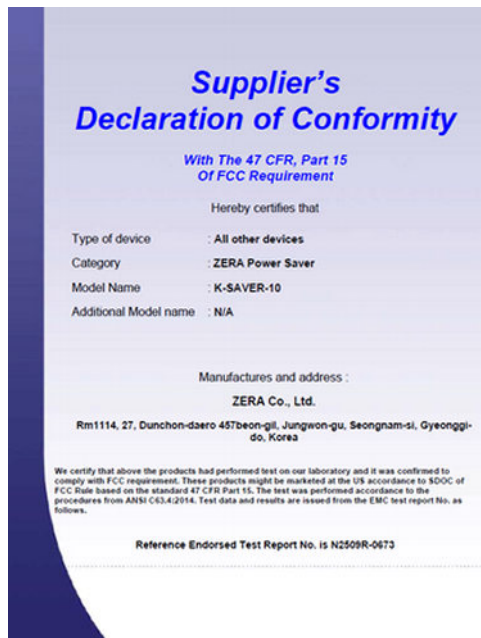 Supplier's
Declaration of Conformity
With The 47 CFR, Part 15
Of FCC Requirement
Hereby certifies that
Type of device : All other devices
Category : ZERA Power Saver
Model Name : K-SAVER-10
Additional Model name : N/A
Manufactures and address :
ZERA Co., Ltd.
Rm1114, 27, Dunchon-daero 457beon-gil, Jungwon-gu, Seongnam-si, Gyeonggi-
do, Korea
We certify that above the products had performed test on our laboratory and it was confirmed to
comply with FCC requirement. These products might be marketed at the US accordance to SDOC of
FCC Rule based on the standard 47 CFR Part 15. The test was performed accordance to the
procedures from ANSI C63.4:2014. Test data and results are issued from the EMC test report No. as
follows.
Reference Endorsed Test Report No. is N2509R-0673